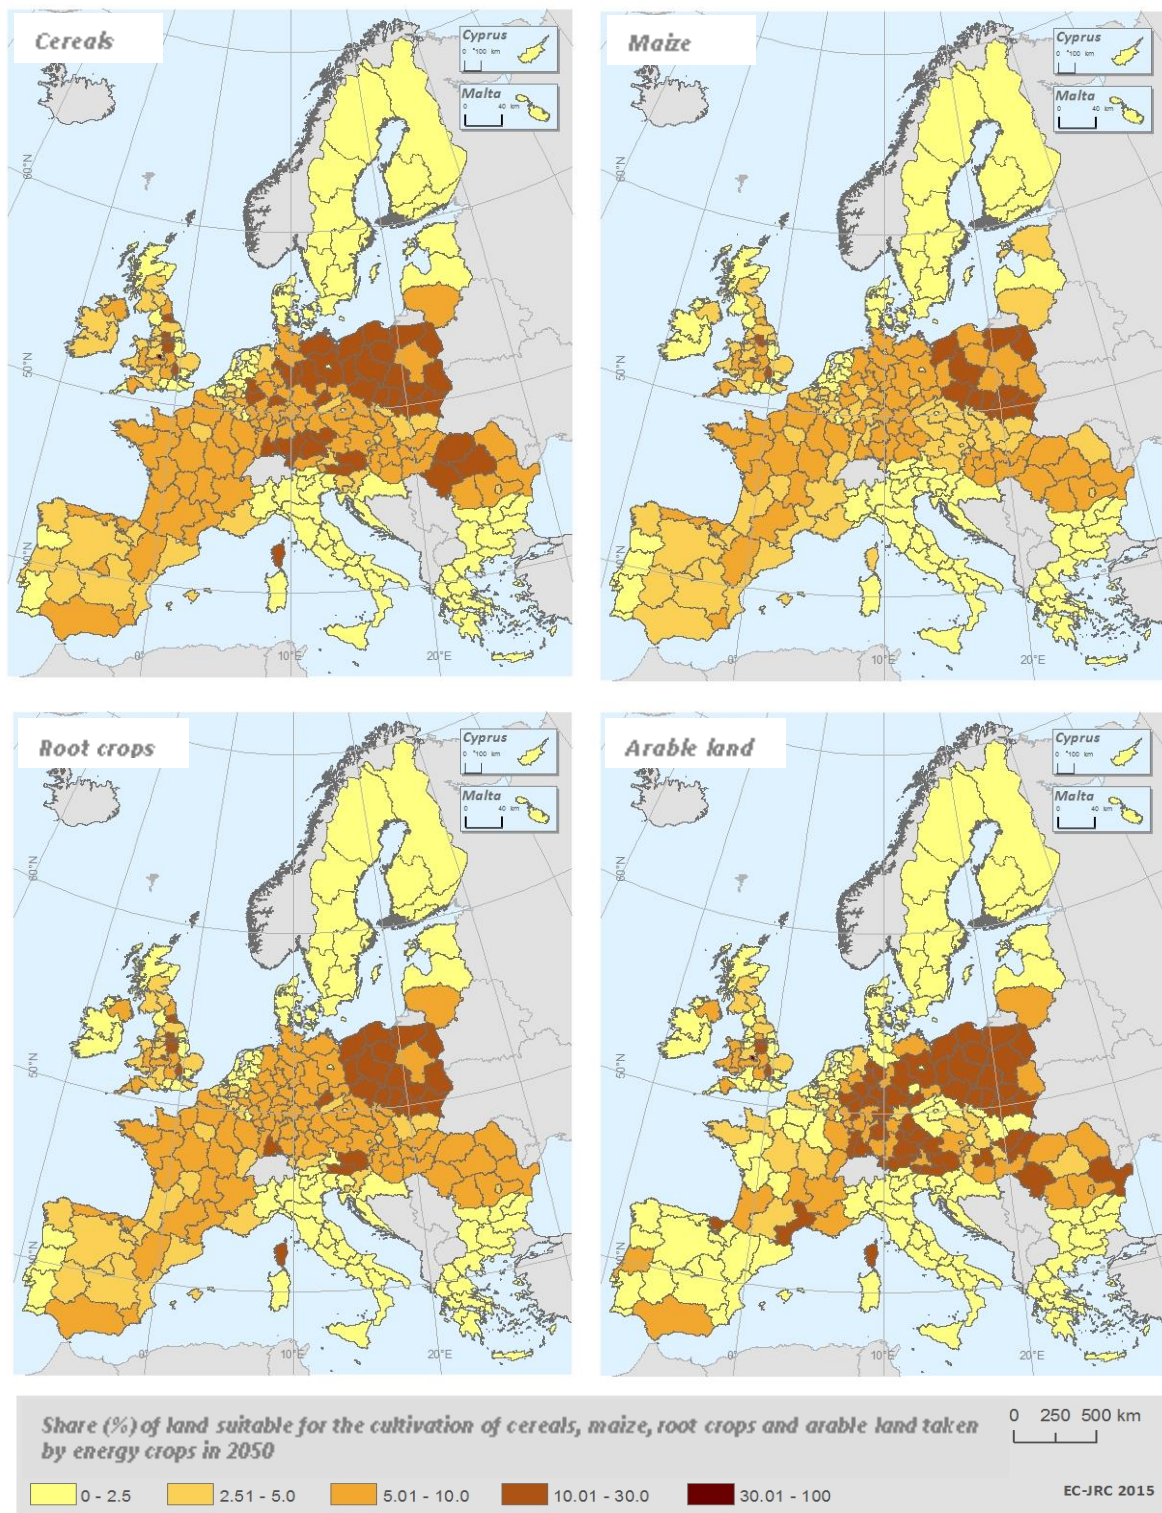 Cereals
Cyprus
0 100 km
Malta
0 40 km
60°N
50°N
40°N
0°
10°E
20°E
Maize
Cyprus
0 100 km
Malta
0 40 km
60°N
50°N
40°N
0°
10°E
20°E
Root crops
Cyprus
0 100 km
Malta
0 40 km
60°N
50°N
40°N
0°
10°E
20°E
Arable land
Cyprus
0 100 km
Malta
0 40 km
60°N
50°N
40°N
0°
10°E
20°E
Share (%) of land suitable for the cultivation of cereals, maize, root crops and arable land taken
by energy crops in 2050
0 250 500 km
0 - 2.5
2.51 - 5.0
5.01 - 10.0
10.01 - 30.0
30.01 - 100
EC-JRC 2015